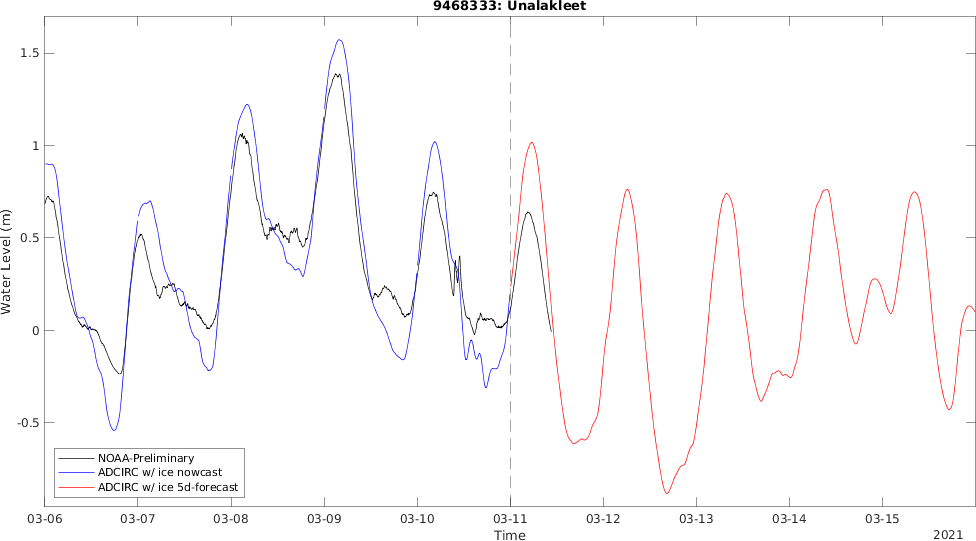 9468333: Unalakleet
Water Level (m)
1.5
1
0.5
0
-0.5
NOAA-Preliminary
ADCIRC w/ ice nowcast
ADCIRC w/ ice 5d-forecast
03-06 03-07 03-08 03-09 03-10 03-11 03-12 03-13 03-14 03-15
Time
2021